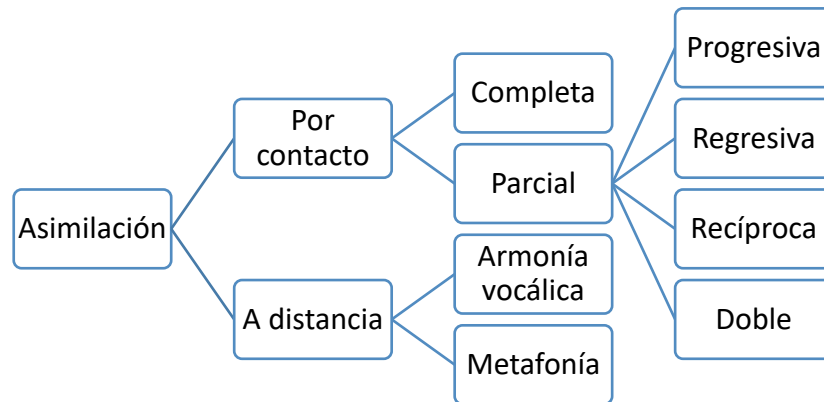 Asimilación
Por
contacto
Completa
Parcial
Progresiva
Regresiva
Recíproca
Doble
A distancia
Armonía
vocálica
Metafonía